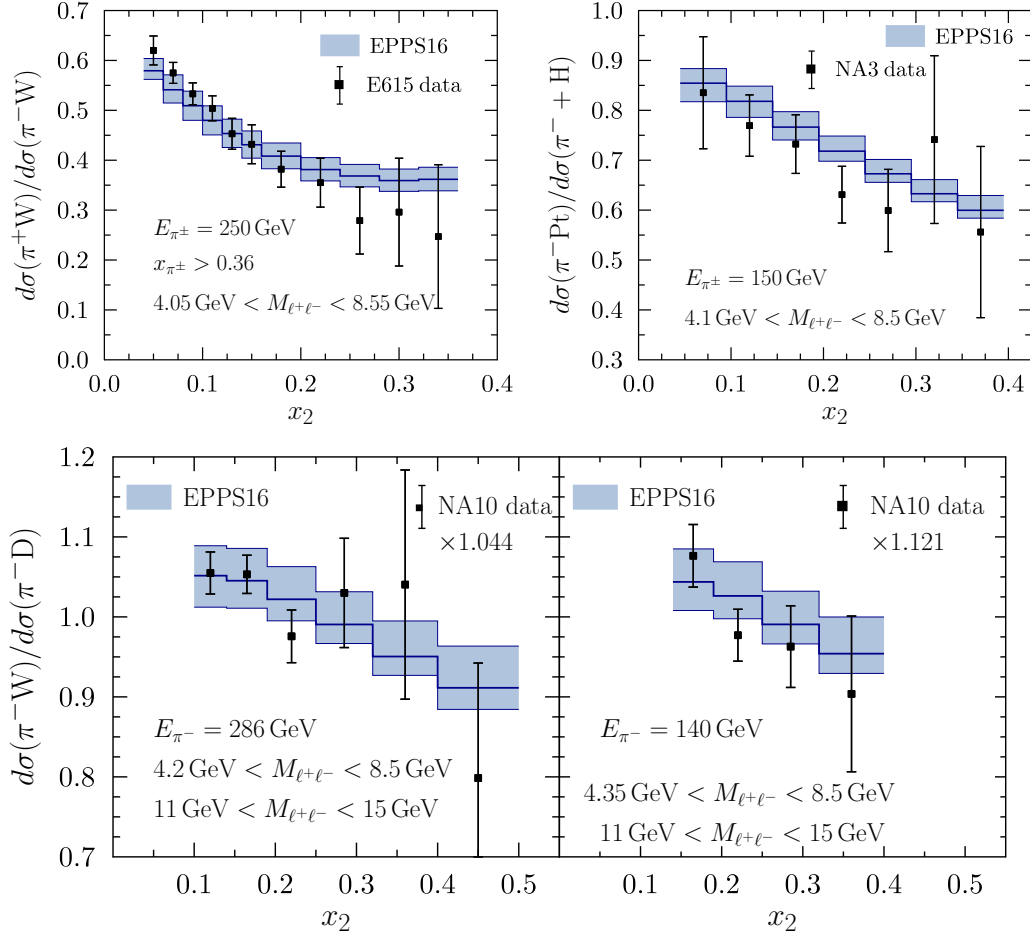 0.7
0.6
0.5
0.4
0.3
0.2
0.1
0.0
dσ(π⁺W)/dσ(π⁻W)
EPPS16
E615 data
E_π± = 250 GeV
x_π± > 0.36
4.05 GeV < M_ℓ⁺ℓ⁻ < 8.55 GeV
0.0 0.1 0.2 0.3 0.4
x₂
1.0
0.9
0.8
0.7
0.6
0.5
0.4
0.3
dσ(π⁻Pt)/dσ(π⁻ + H)
EPPS16
NA3 data
E_π± = 150 GeV
4.1 GeV < M_ℓ⁺ℓ⁻ < 8.5 GeV
0.0 0.1 0.2 0.3 0.4
x₂
1.2
1.1
1.0
0.9
0.8
0.7
dσ(π⁻W)/dσ(π⁻D)
EPPS16
NA10 data
×1.044
E_π⁻ = 286 GeV
4.2 GeV < M_ℓ⁺ℓ⁻ < 8.5 GeV
11 GeV < M_ℓ⁺ℓ⁻ < 15 GeV
0.1 0.2 0.3 0.4 0.5
x₂
EPPS16
NA10 data
×1.121
E_π⁻ = 140 GeV
4.35 GeV < M_ℓ⁺ℓ⁻ < 8.5 GeV
11 GeV < M_ℓ⁺ℓ⁻ < 15 GeV
0.1 0.2 0.3 0.4 0.5
x₂